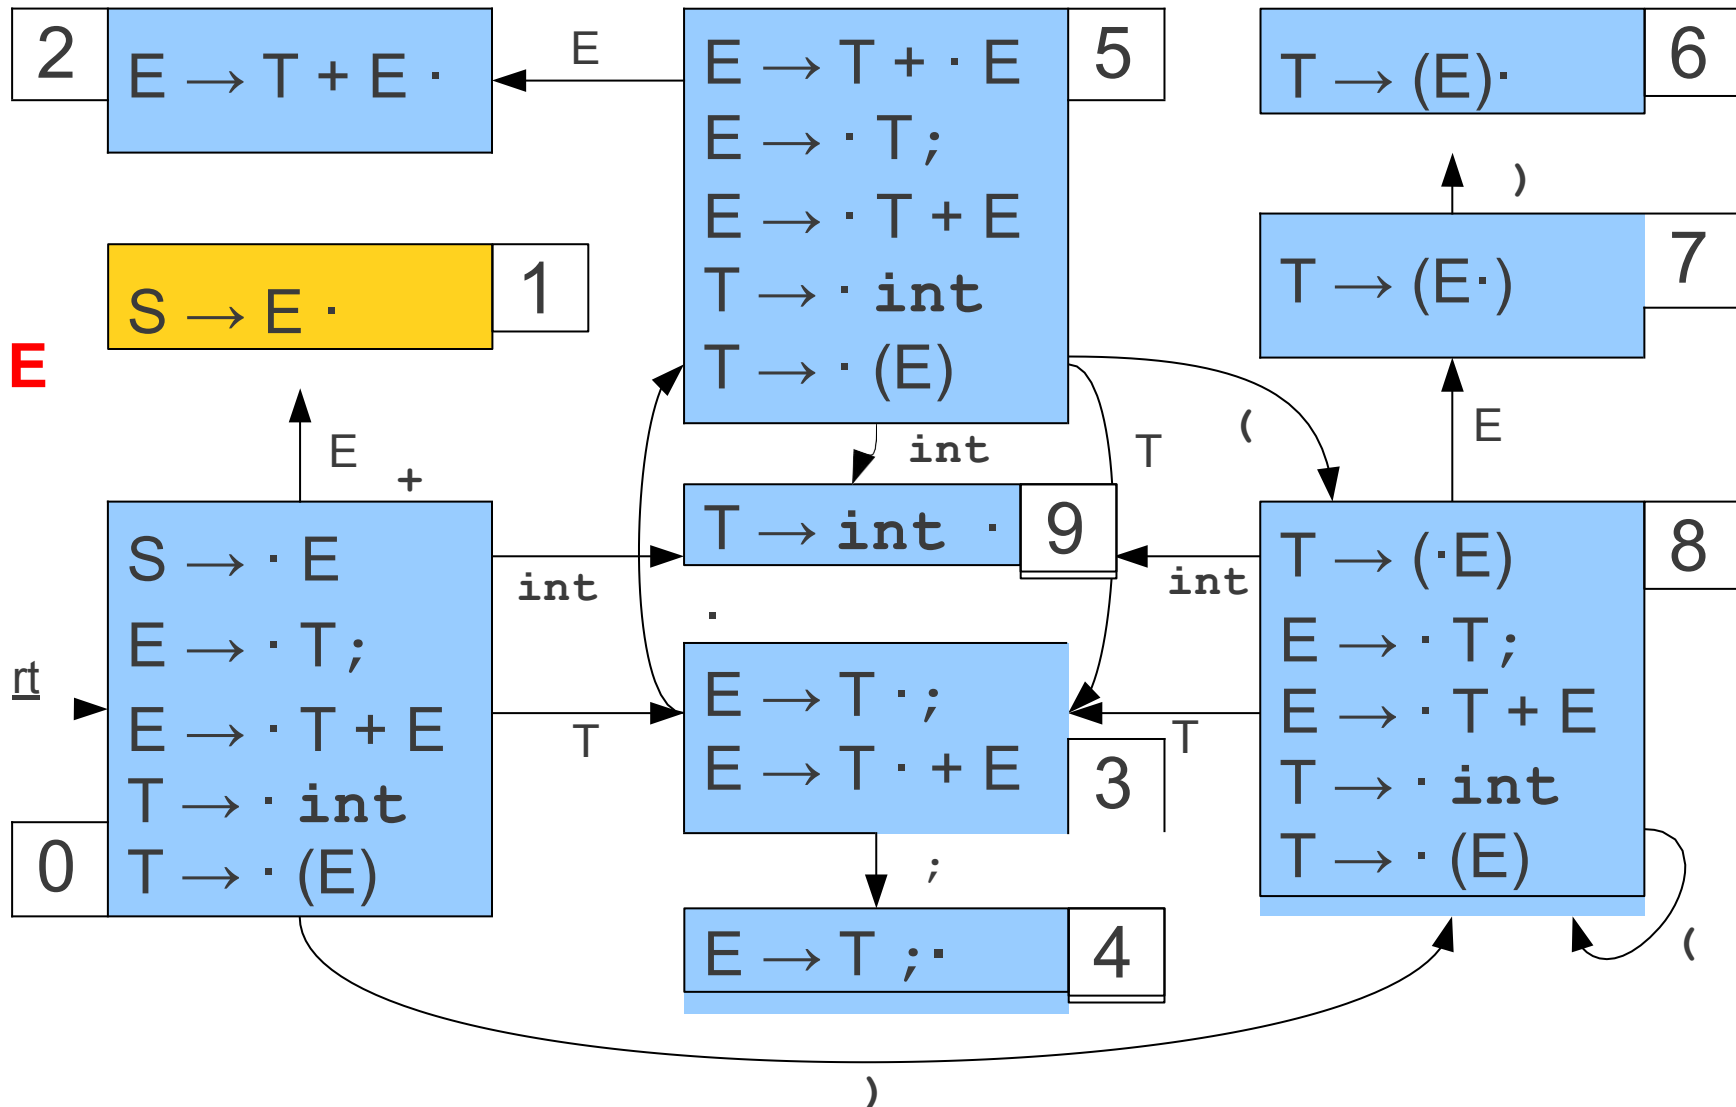 2
E → T + E ·
E
5
E → T + · E
E → · T ;
E → · T + E
T → · int
T → · (E)
6
T → (E)·
)
7
T → (E·)
1
S → E ·
E
E
+
int
T
(
E
0
S → · E
E → · T ;
E → · T + E
T → · int
T → · (E)
rt
int
T
9
T → int ·
·
3
E → T · ;
E → T · + E
;
4
E → T ; ·
int
T
8
T → (·E)
E → · T ;
E → · T + E
T → · int
T → · (E)
(
)